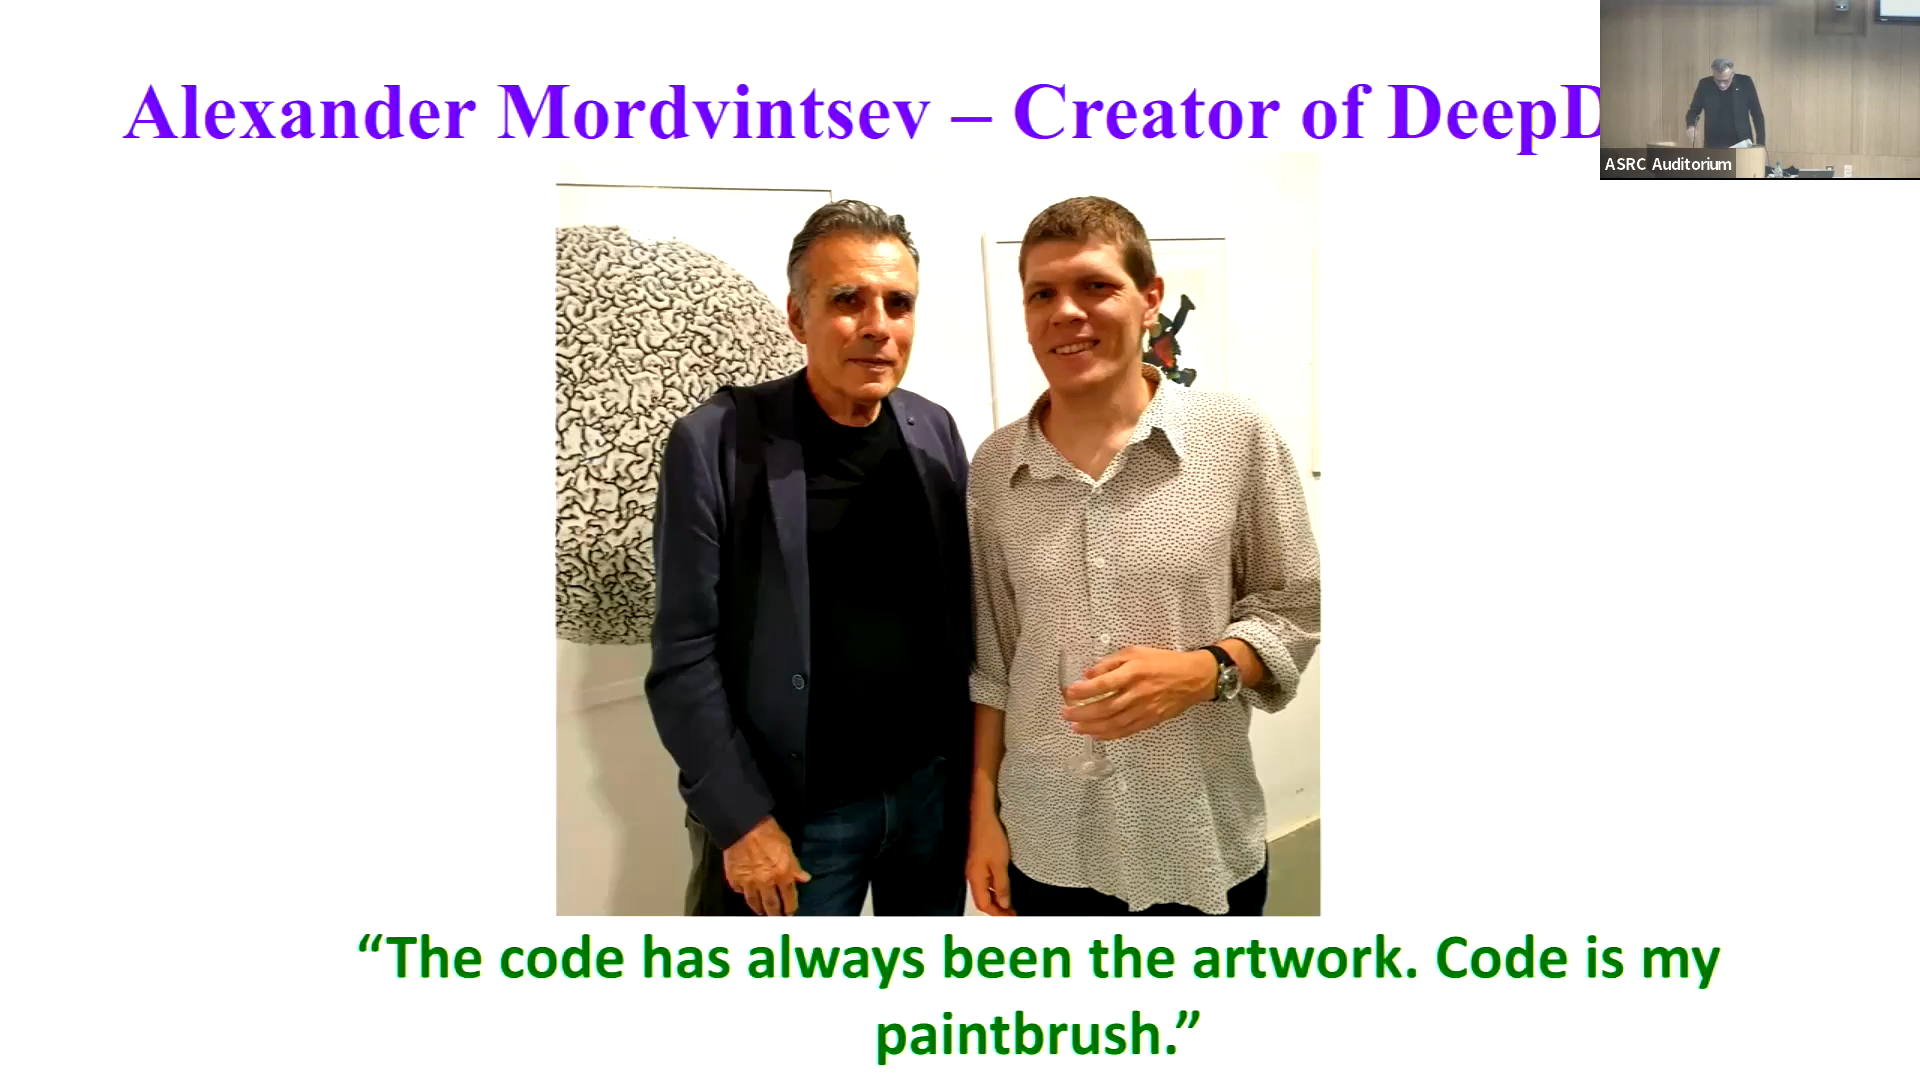 Alexander Mordvintsev – Creator of DeepD
ASRC Auditorium
“The code has always been the artwork. Code is my
paintbrush.”